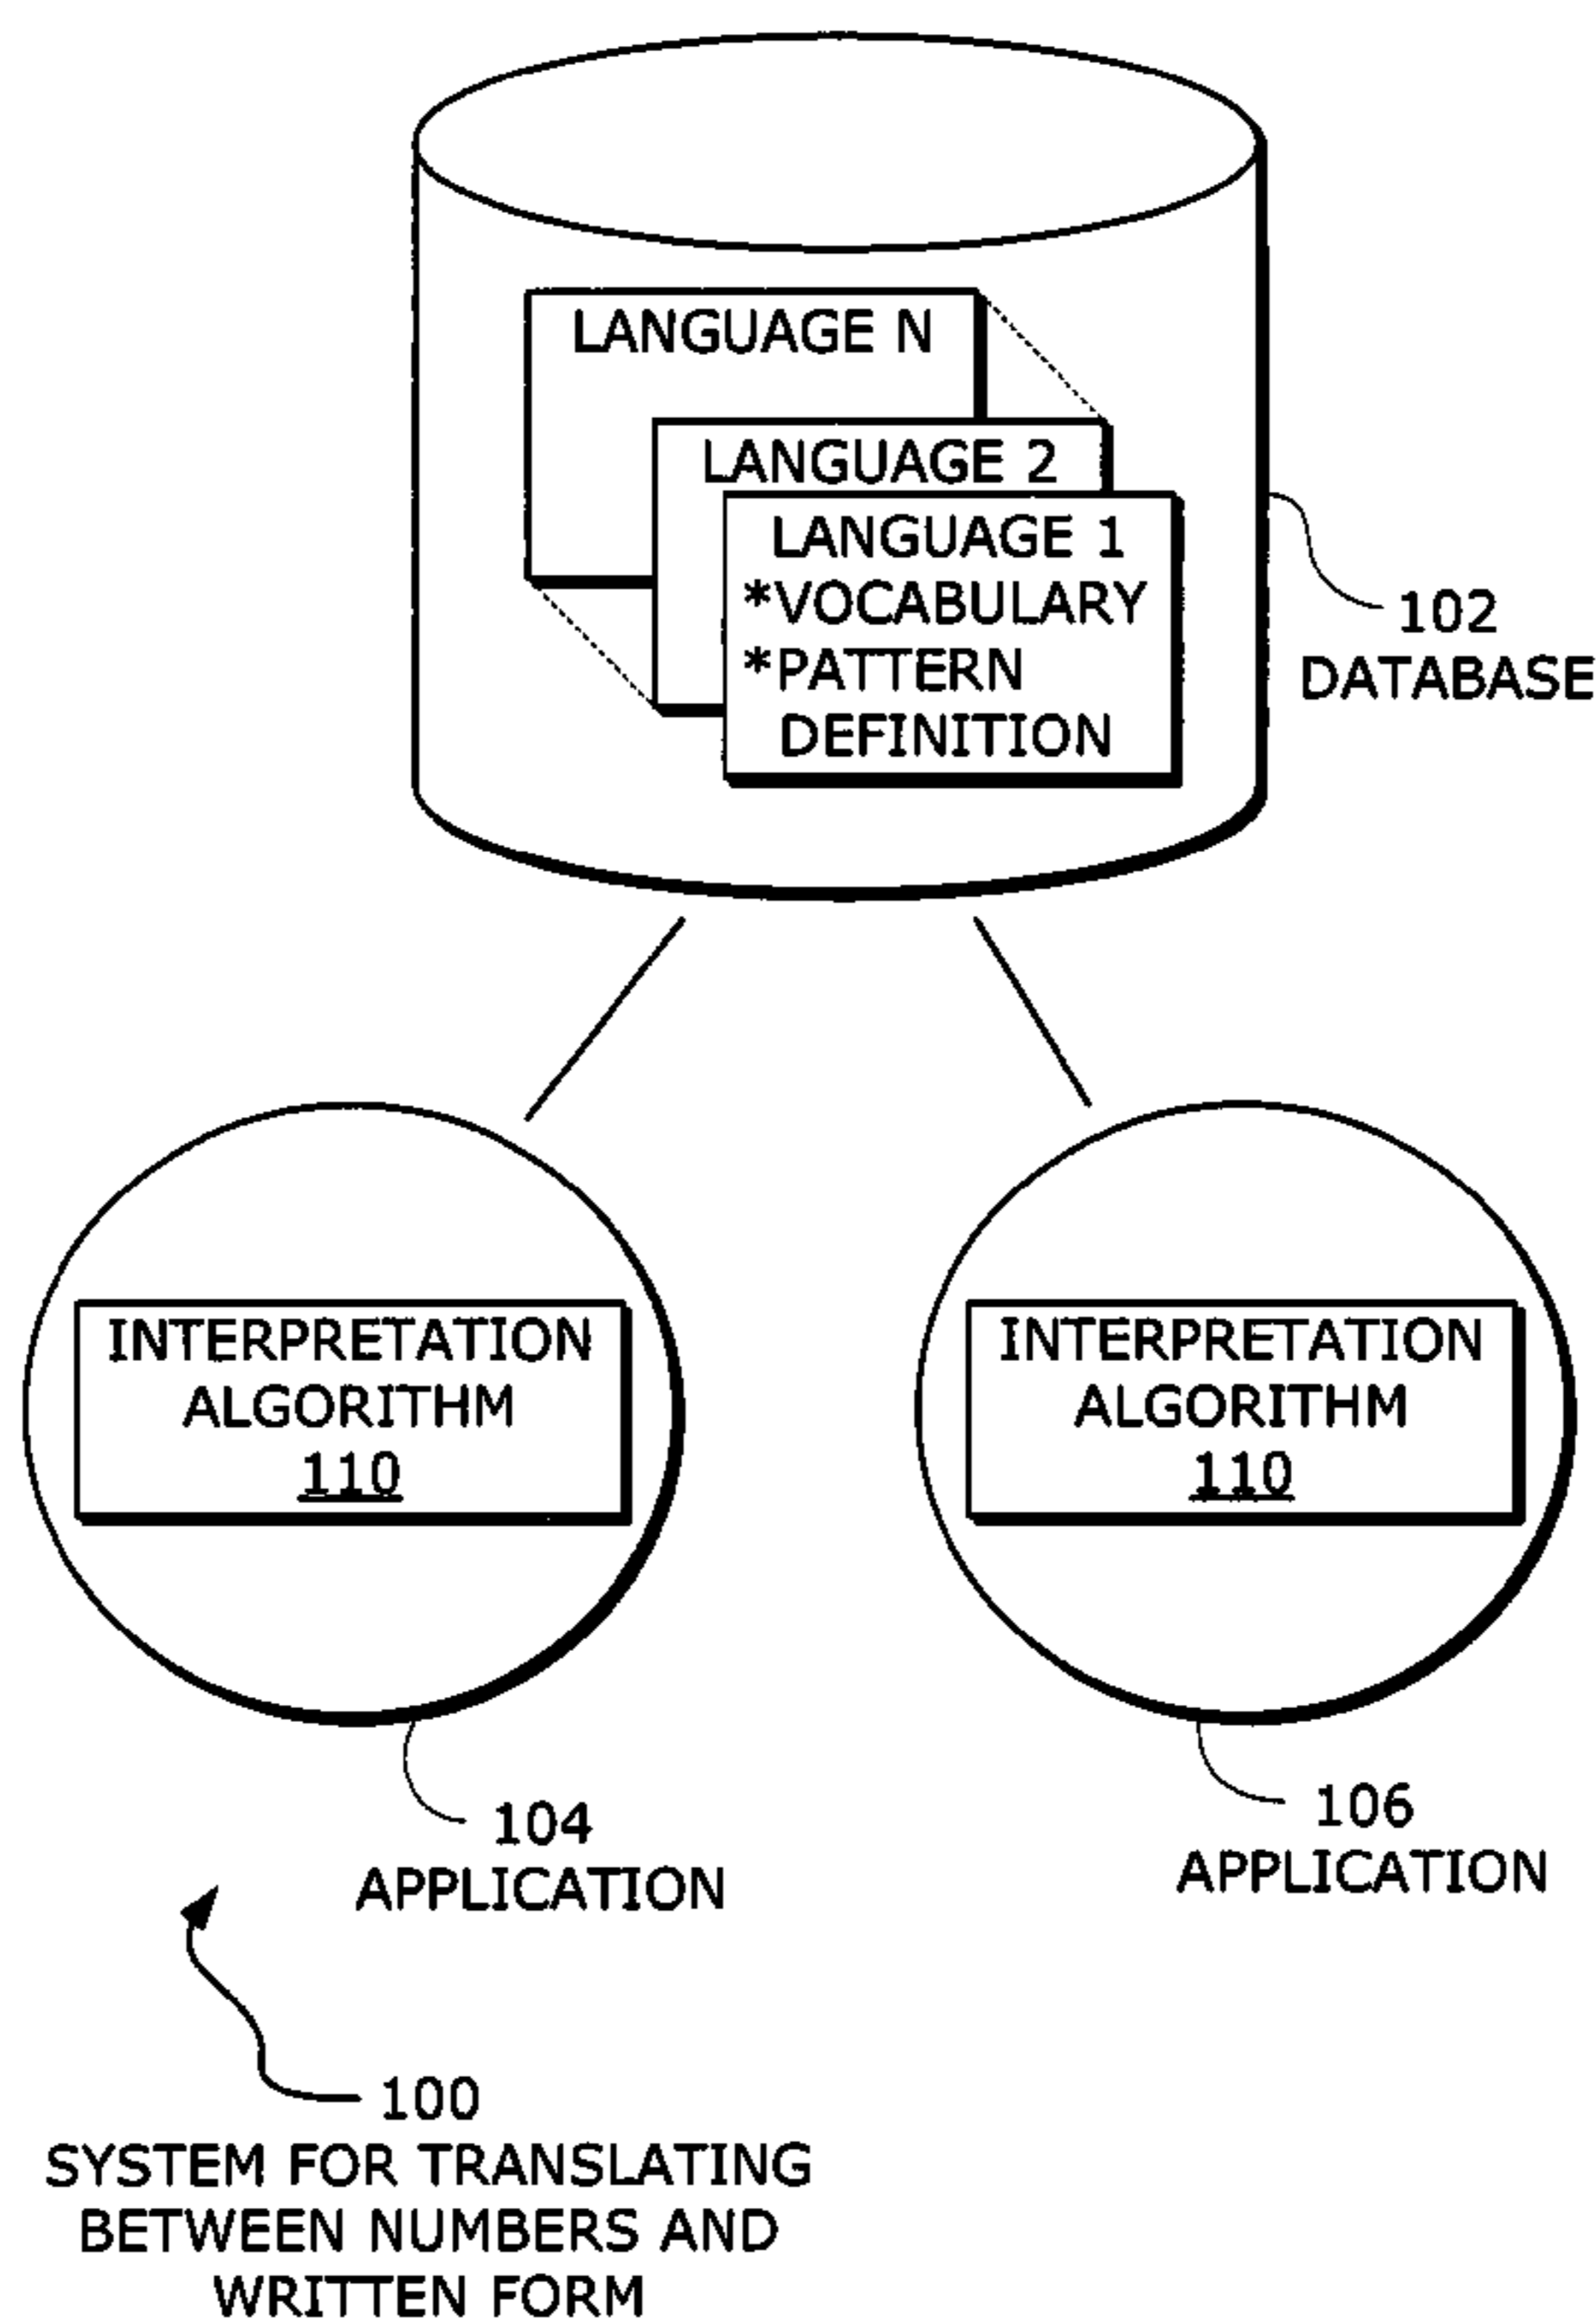 LANGUAGE N
LANGUAGE 2
LANGUAGE 1
*VOCABULARY
*PATTERN
DEFINITION
102
DATABASE
INTERPRETATION
ALGORITHM
110
INTERPRETATION
ALGORITHM
110
104
APPLICATION
106
APPLICATION
100
SYSTEM FOR TRANSLATING
BETWEEN NUMBERS AND
WRITTEN FORM